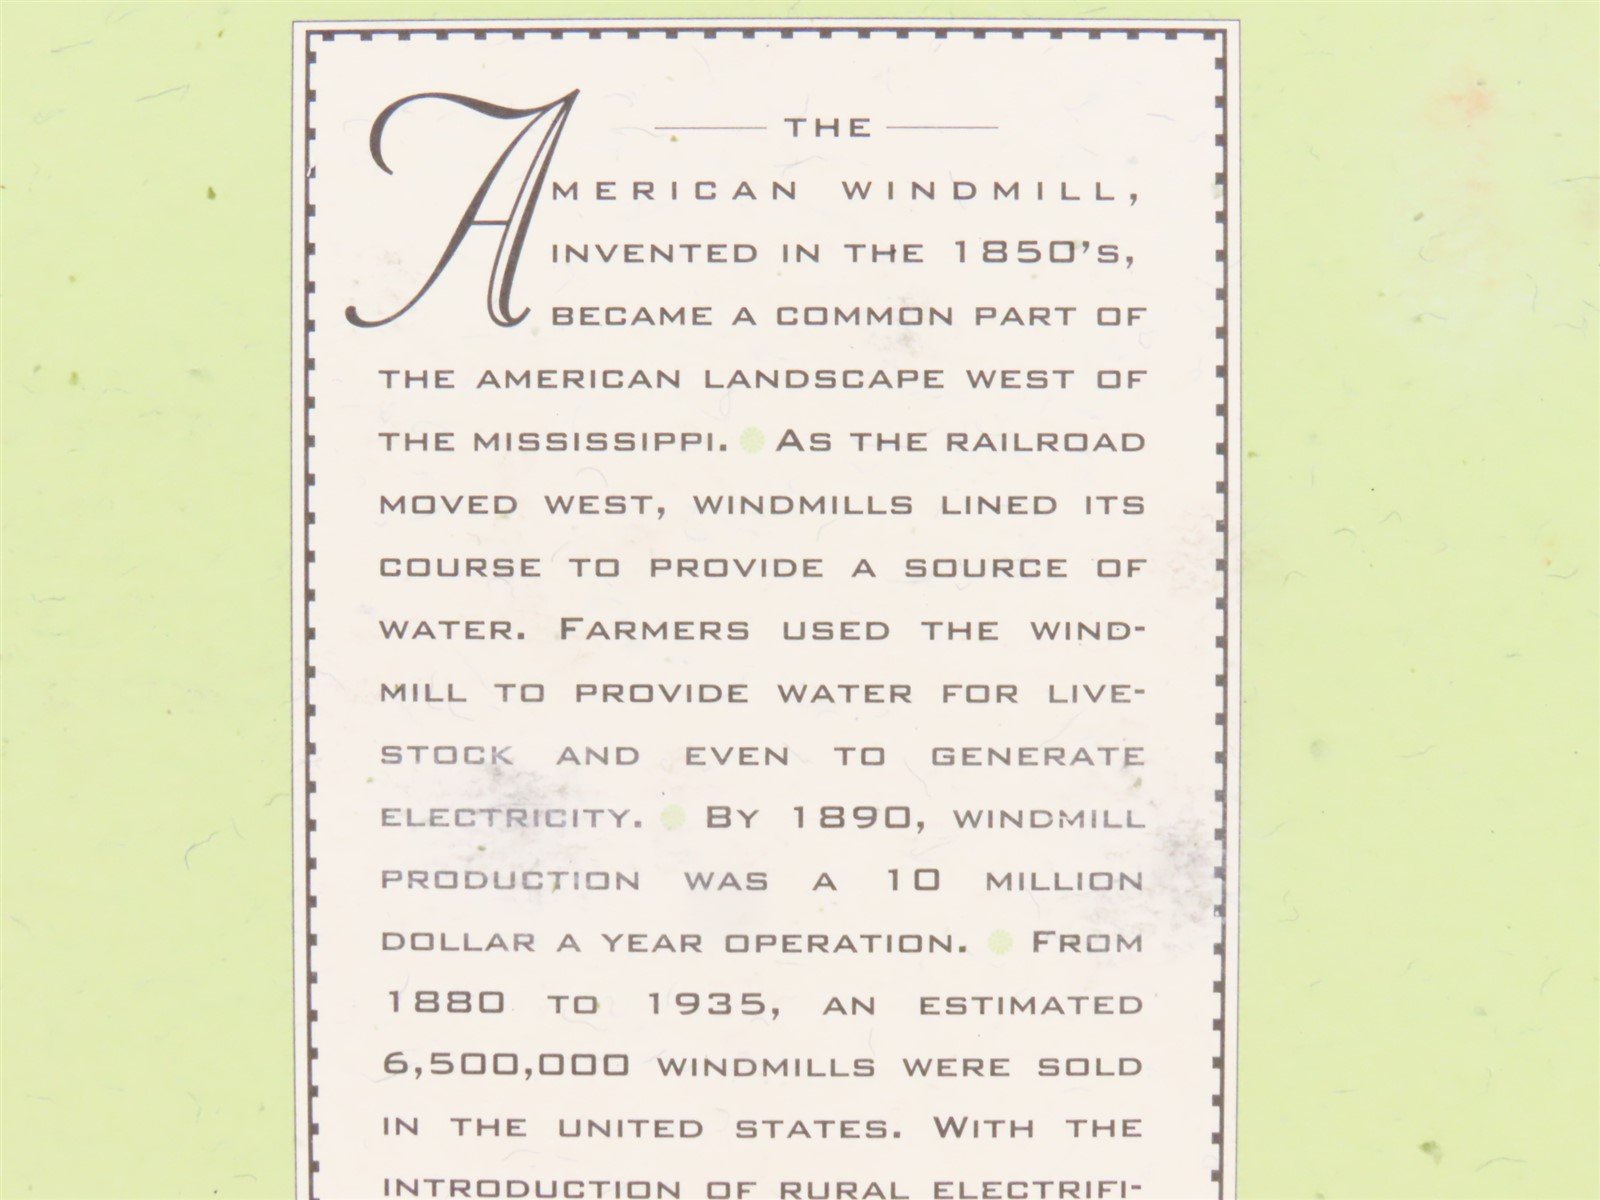 THE
AMERICAN WINDMILL,
INVENTED IN THE 1850's,
BECAME A COMMON PART OF
THE AMERICAN LANDSCAPE WEST OF
THE MISSISSIPPI. AS THE RAILROAD
MOVED WEST, WINDMILLS LINED ITS
COURSE TO PROVIDE A SOURCE OF
WATER. FARMERS USED THE WIND-
MILL TO PROVIDE WATER FOR LIVE-
STOCK AND EVEN TO GENERATE
ELECTRICITY. BY 1890, WINDMILL
PRODUCTION WAS A 10 MILLION
DOLLAR A YEAR OPERATION. FROM
1880 TO 1935, AN ESTIMATED
6,500,000 WINDMILLS WERE SOLD
IN THE UNITED STATES. WITH THE
INTRODUCTION OF RURAL ELECTRIFI-